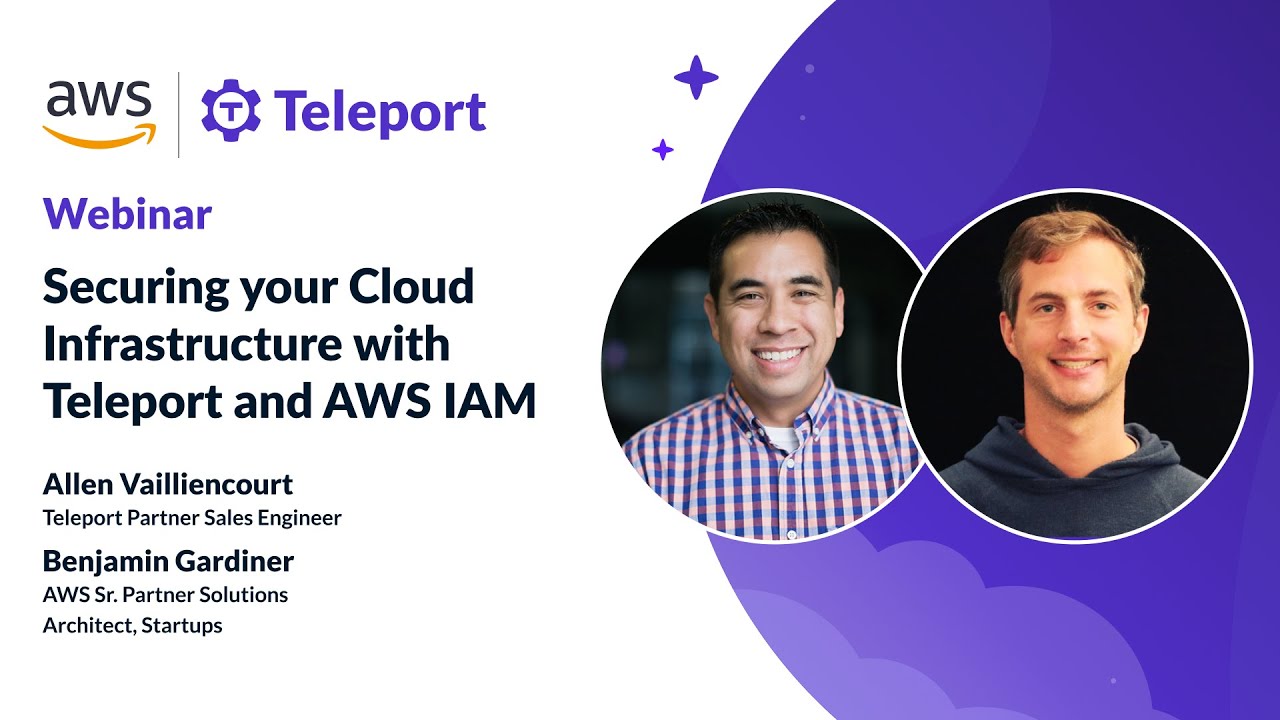 aws
Teleport
Webinar
Securing your Cloud
Infrastructure with
Teleport and AWS IAM
Allen Vailliencourt
Teleport Partner Sales Engineer
Benjamin Gardiner
AWS Sr. Partner Solutions
Architect, Startups